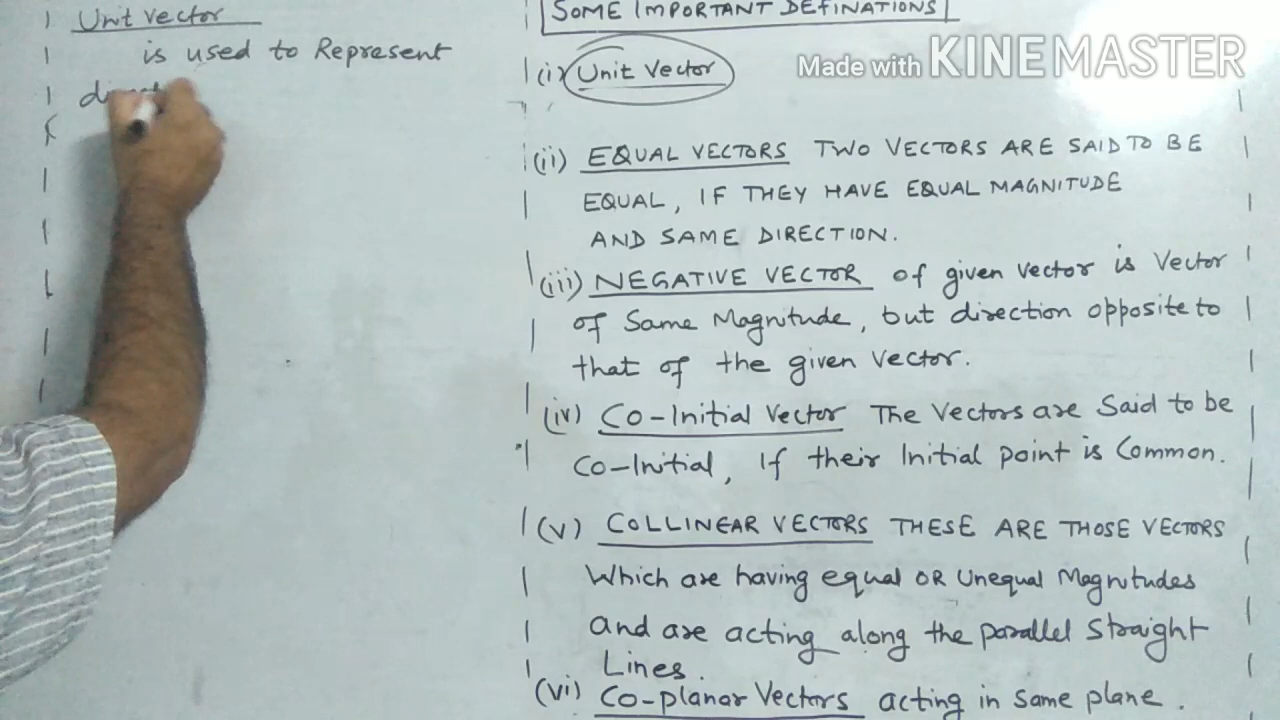 Unit Vector
is used to Represent
SOME IMPORTANT DEFINATIONS
(i) Unit Vector
Made with KINEMASTER
(ii) EQUAL VECTORS TWO VECTORS ARE SAID TO BE
EQUAL, IF THEY HAVE EQUAL MAGNITUDE
AND SAME DIRECTION.
(iii) NEGATIVE VECTOR of given vector is Vector
of Same Magnitude, but direction opposite to
that of the given vector.
(iv) Co-Initial Vector The Vectors are Said to be
Co-Initial, If their Initial point is Common.
(v) COLLINEAR VECTORS THESE ARE THOSE VECTORS
Which are having equal OR Unequal Magnitudes
and are acting along the parallel Straight
Lines.
(vi) Co-planar Vectors acting in same plane.